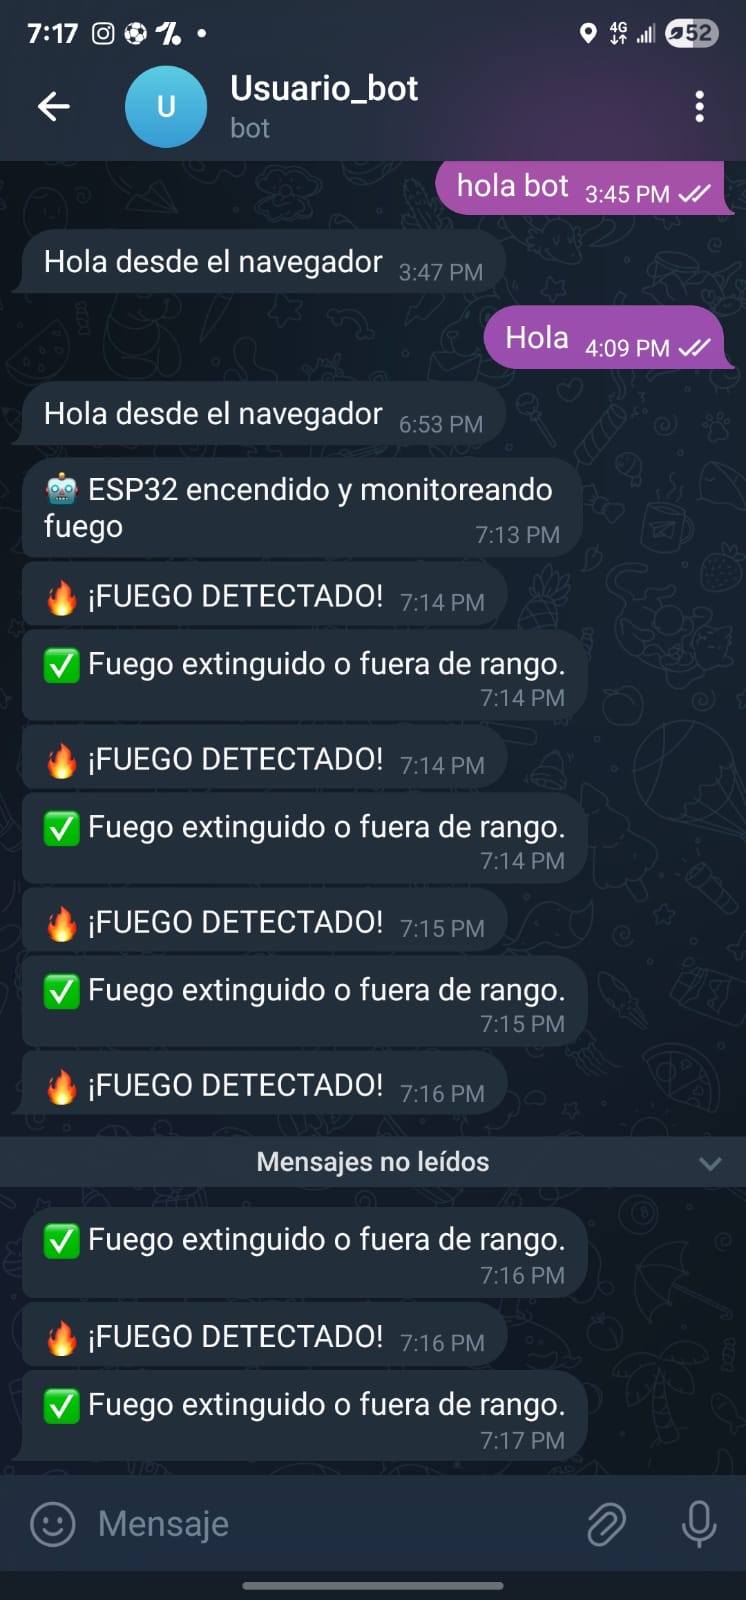 7:17
4G
52
U
Usuario_bot
bot
hola bot 3:45 PM
Hola desde el navegador 3:47 PM
Hola 4:09 PM
Hola desde el navegador 6:53 PM
🤖 ESP32 encendido y monitoreando
fuego 7:13 PM
🔥 ¡FUEGO DETECTADO! 7:14 PM
✅ Fuego extinguido o fuera de rango.
7:14 PM
🔥 ¡FUEGO DETECTADO! 7:14 PM
✅ Fuego extinguido o fuera de rango.
7:14 PM
🔥 ¡FUEGO DETECTADO! 7:15 PM
✅ Fuego extinguido o fuera de rango.
7:15 PM
🔥 ¡FUEGO DETECTADO! 7:16 PM
Mensajes no leídos
✅ Fuego extinguido o fuera de rango.
7:16 PM
🔥 ¡FUEGO DETECTADO! 7:16 PM
✅ Fuego extinguido o fuera de rango.
7:17 PM
Mensaje